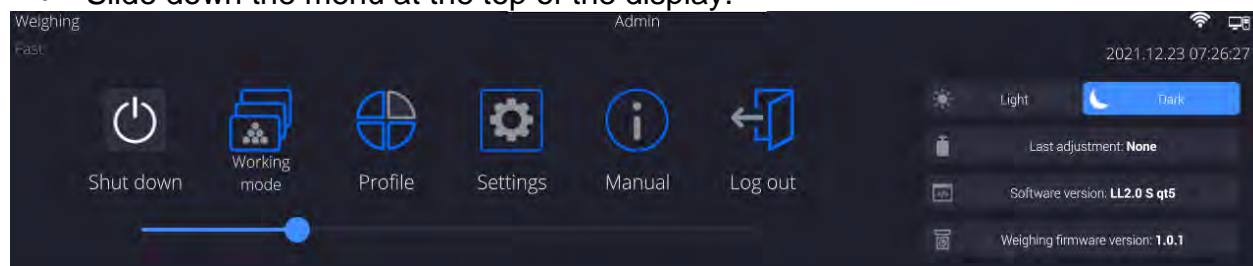 Slide down the menu at the top of the display.
Weighing
Admin
Fast
2021.12.23 07:26:27
Light
Dark
Shut down
Working
mode
Profile
Settings
Manual
Log out
Last adjustment: None
Software version: LL2.0 S qt5
Weighing firmware version: 1.0.1